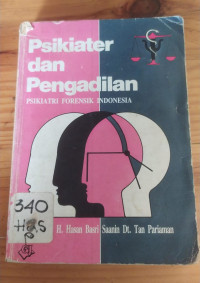 Psikiater
dan
Pengadilan
PSIKIATRI FORENSIK INDONESIA
340
HAS
H. Hasan Basri Saanin Dt. Tan Pariaman